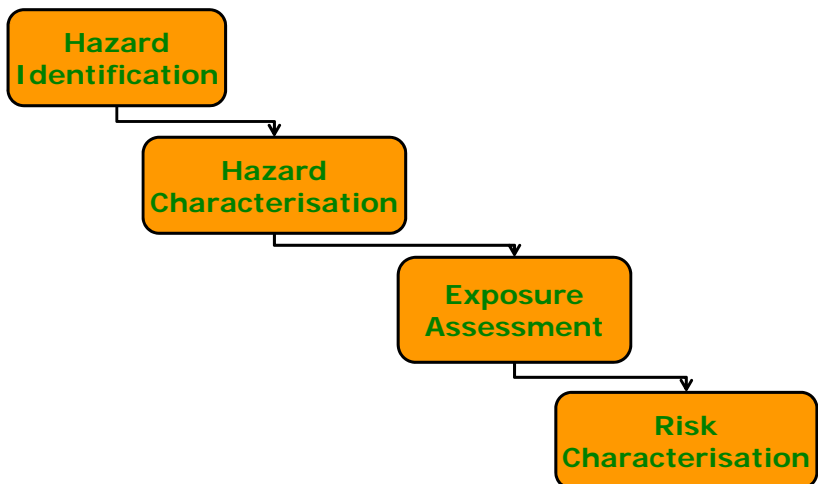 Hazard
Identification
Hazard
Characterisation
Exposure
Assessment
Risk
Characterisation